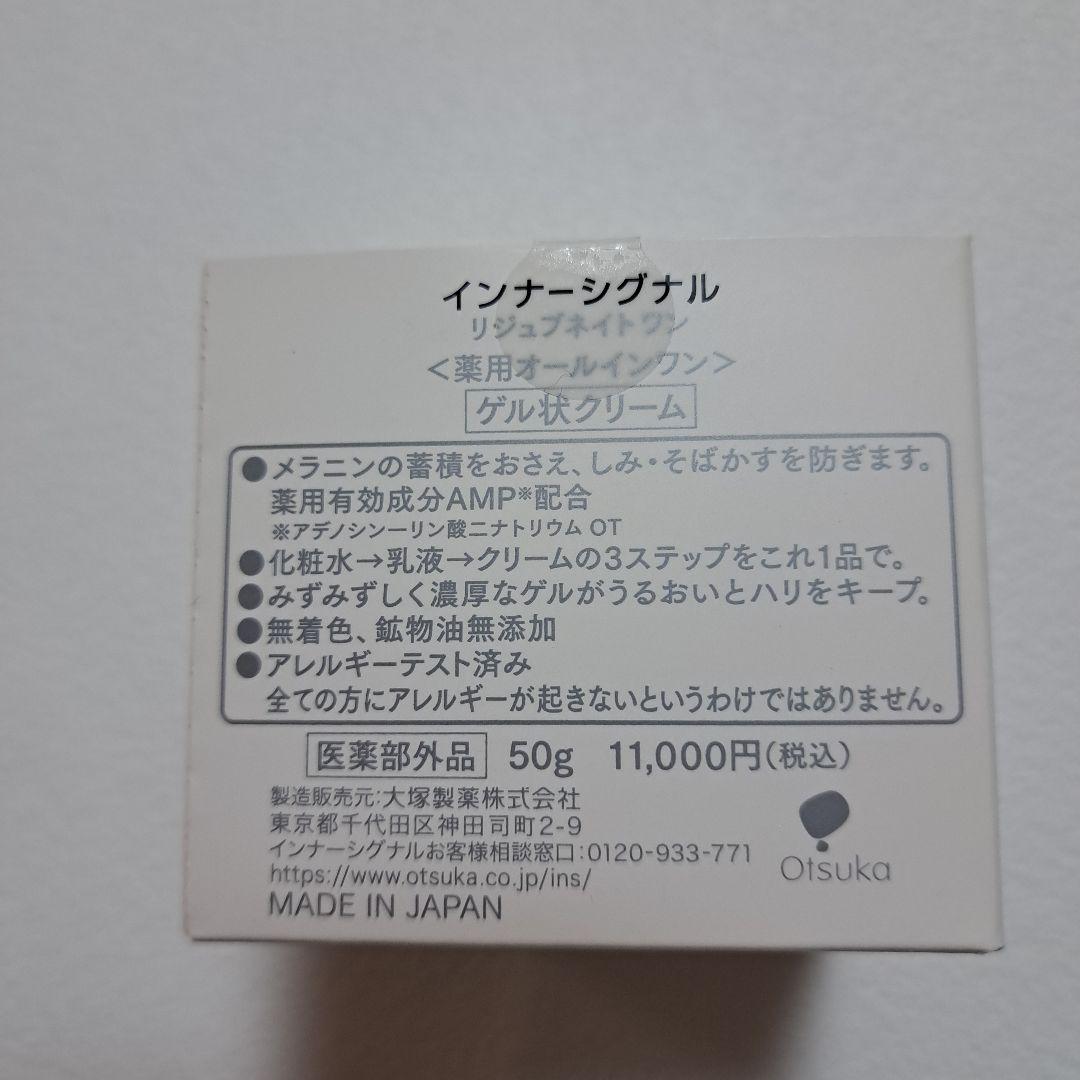 インナーシグナル
リジュブネイトワン
<薬用オールインワン>
ゲル状クリーム
●メラニンの蓄積をおさえ、しみ・そばかすを防ぎます。
薬用有効成分AMP※配合
※アデノシン一リン酸二ナトリウム OT
●化粧水→乳液→クリームの3ステップをこれ1品で。
●みずみずしく濃厚なゲルがうるおいとハリをキープ。
●無着色、鉱物油無添加
●アレルギーテスト済み
全ての方にアレルギーが起きないというわけではありません。
医薬部外品 50g 11,000円(税込)
製造販売元:大塚製薬株式会社
東京都千代田区神田司町2-9
インナーシグナルお客様相談窓口:0120-933-771
https://www.otsuka.co.jp/ins/
MADE IN JAPAN
Otsuka